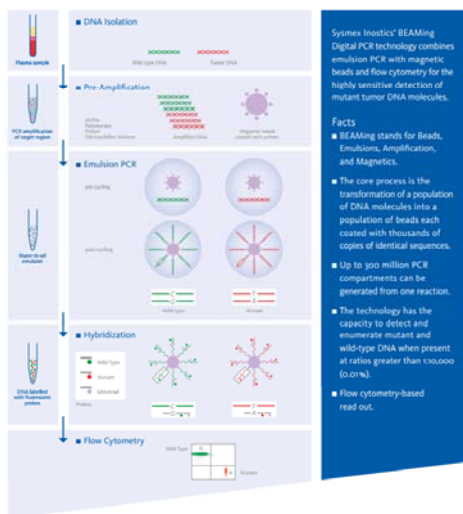 ■ DNA Isolation
Plasma sample
Wild type DNA
Tumor DNA
■ Pre-Amplification
PCR amplification
of target region
dNTPs
Polymerase
Primer
Amplified DNA
Magnetic beads
coated with primer
■ Emulsion PCR
pre-cycling
post-cycling
Water-in-oil
emulsion
C
G
T
A
Wild type
Mutant
■ Hybridization
Wild Type
Mutant
Universal
Probes
DNA labelled
with fluorescent
probes
C
G
T
A
■ Flow Cytometry
Wild Type
G
A
Mutant
Sysmex Inostics' BEAMing
Digital PCR technology combines
emulsion PCR with magnetic
beads and flow cytometry for
the highly sensitive detection of
mutant tumor DNA molecules.
Facts
■ BEAMing stands for Beads,
Emulsions, Amplification,
and Magnetics.
■ The core process is the
transformation of a population
of DNA molecules into a
population of beads each
coated with thousands of
copies of identical sequences.
■ Up to 300 million PCR
compartments can be
generated from one reaction.
■ The technology has the
capacity to detect and
enumerate mutant and
wild-type DNA when present
at ratios greater than 1:10,000
(0.01%).
■ Flow cytometry-based
read out.